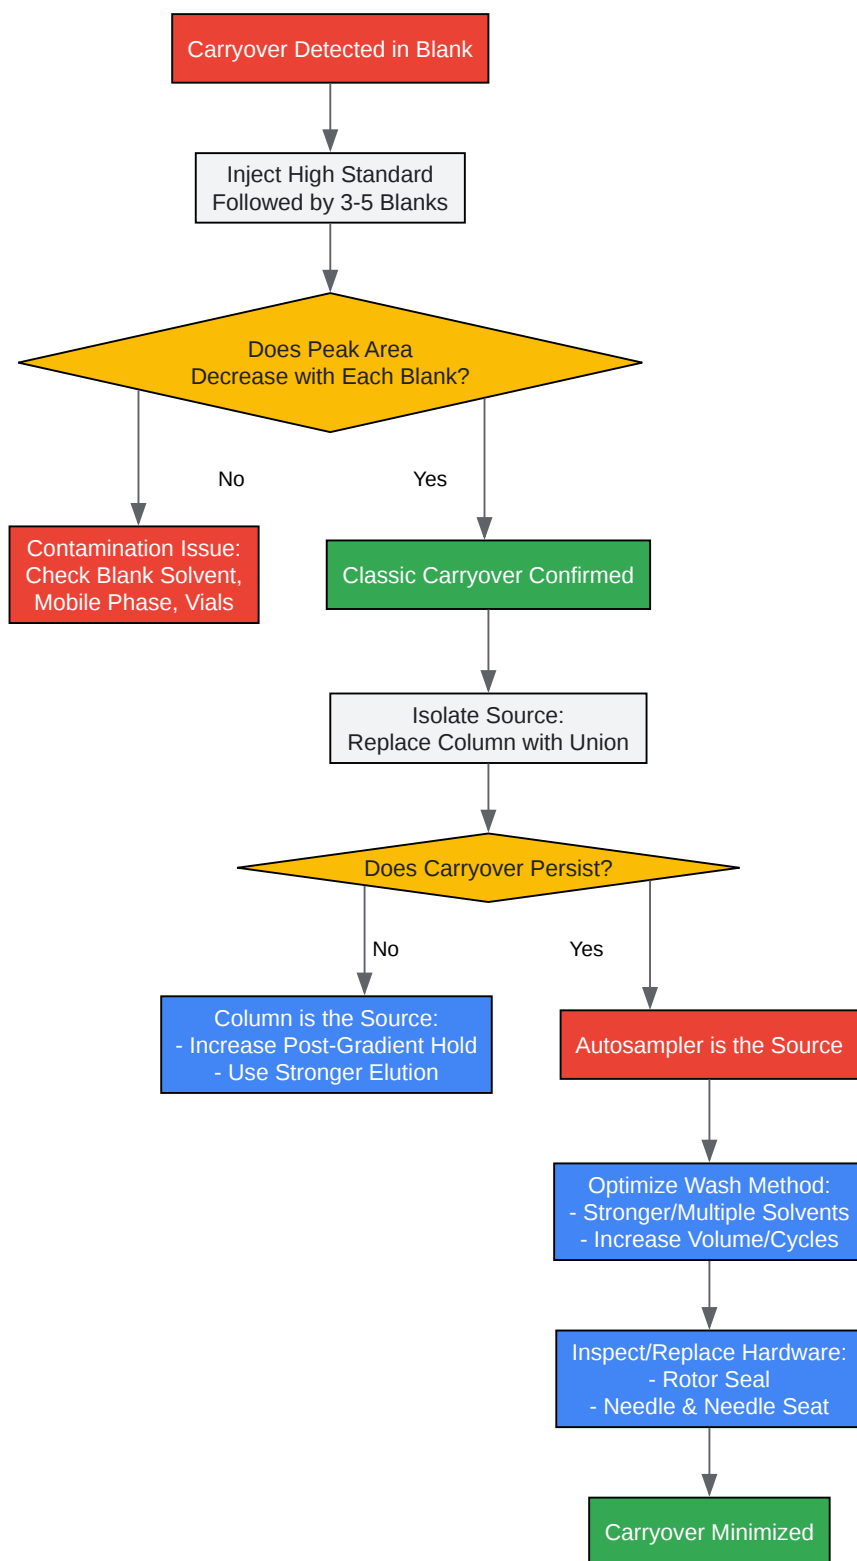 Carryover Detected in Blank
Inject High Standard
Followed by 3-5 Blanks
Does Peak Area
Decrease with Each Blank?
No
Yes
Contamination Issue:
Check Blank Solvent,
Mobile Phase, Vials
Classic Carryover Confirmed
Isolate Source:
Replace Column with Union
Does Carryover Persist?
No
Yes
Column is the Source:
- Increase Post-Gradient Hold
- Use Stronger Elution
Autosampler is the Source
Optimize Wash Method:
- Stronger/Multiple Solvents
- Increase Volume/Cycles
Inspect/Replace Hardware:
- Rotor Seal
- Needle & Needle Seat
Carryover Minimized